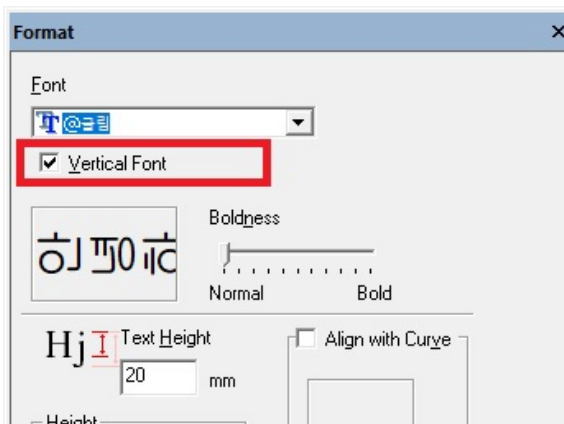 Format
Font
@굴림
Vertical Font
Boldness
Normal Bold
Hj Text Height
Align with Curve
20 mm
Height